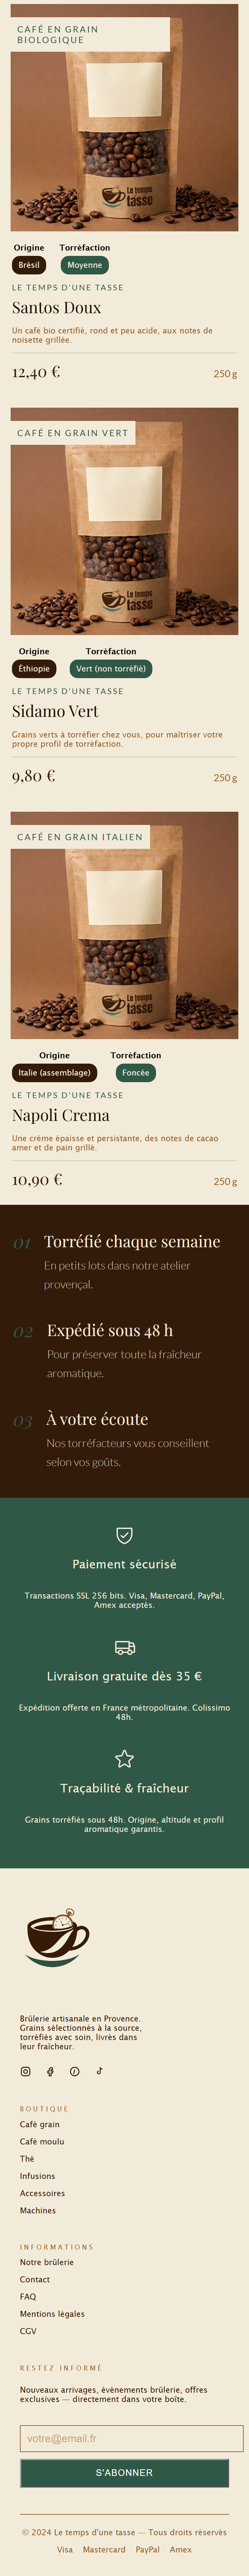 CAFÉ EN GRAIN
BIOLOGIQUE
Le temps
d'une
tasse
Origine
Torréfaction
Brésil
Moyenne
LE TEMPS D'UNE TASSE
Santos Doux
Un café bio certifié, rond et peu acide, aux notes de
noisette grillée.
12,40 €
250 g
CAFÉ EN GRAIN VERT
Le temps
d'une
tasse
Origine
Torréfaction
Éthiopie
Vert (non torréfié)
LE TEMPS D'UNE TASSE
Sidamo Vert
Grains verts à torréfier chez vous, pour maîtriser votre
propre profil de torréfaction.
9,80 €
250 g
CAFÉ EN GRAIN ITALIEN
Le temps
d'une
tasse
Origine
Torréfaction
Italie (assemblage)
Foncée
LE TEMPS D'UNE TASSE
Napoli Crema
Une crème épaisse et persistante, des notes de cacao
amer et de pain grillé.
10,90 €
250 g
01 Torréfié chaque semaine
En petits lots dans notre atelier
provençal.
02 Expédié sous 48 h
Pour préserver toute la fraîcheur
aromatique.
03 À votre écoute
Nos torréfacteurs vous conseillent
selon vos goûts.
Paiement sécurisé
Transactions SSL 256 bits. Visa, Mastercard, PayPal,
Amex acceptés.
Livraison gratuite dès 35 €
Expédition offerte en France métropolitaine. Colissimo
48h.
Traçabilité & fraîcheur
Grains torréfiés sous 48h. Origine, altitude et profil
aromatique garantis.
Brûlerie artisanale en Provence.
Grains sélectionnés à la source,
torréfiés avec soin, livrés dans
leur fraîcheur.
BOUTIQUE
Café grain
Café moulu
Thé
Infusions
Accessoires
Machines
INFORMATIONS
Notre brûlerie
Contact
FAQ
Mentions légales
CGV
RESTEZ INFORMÉ
Nouveaux arrivages, événements brûlerie, offres
exclusives — directement dans votre boîte.
votre@email.fr
S'ABONNER
© 2024 Le temps d'une tasse — Tous droits réservés
Visa Mastercard PayPal Amex